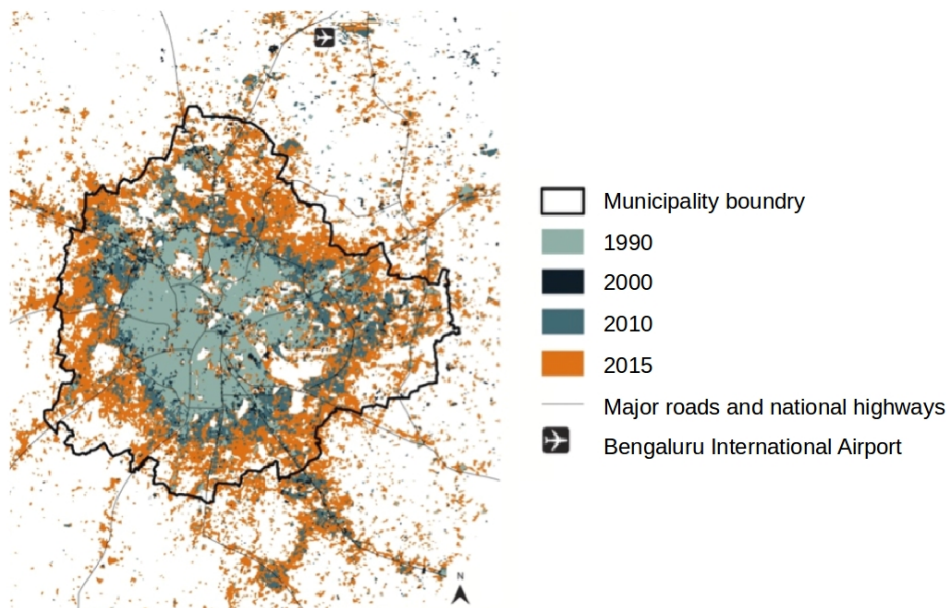 Municipality boundry
1990
2000
2010
2015
Major roads and national highways
Bengaluru International Airport
N